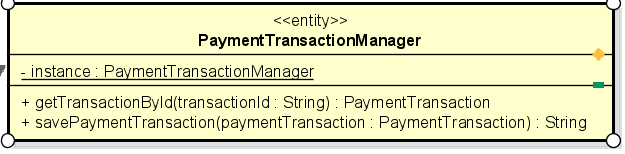 <<entity>>
PaymentTransactionManager
- instance : PaymentTransactionManager
+ getTransactionById(transactionId : String) : PaymentTransaction
+ savePaymentTransaction(paymentTransaction : PaymentTransaction) : String